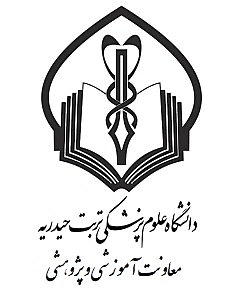 دانشگاه علوم پزشکی تربت حیدریه
معاونت آموزشی و پژوهشی